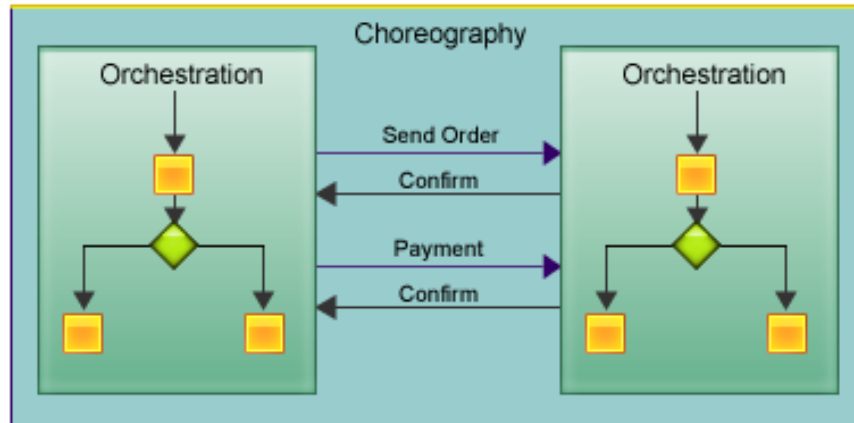 Choreography
Orchestration
Orchestration
Send Order
Confirm
Payment
Confirm